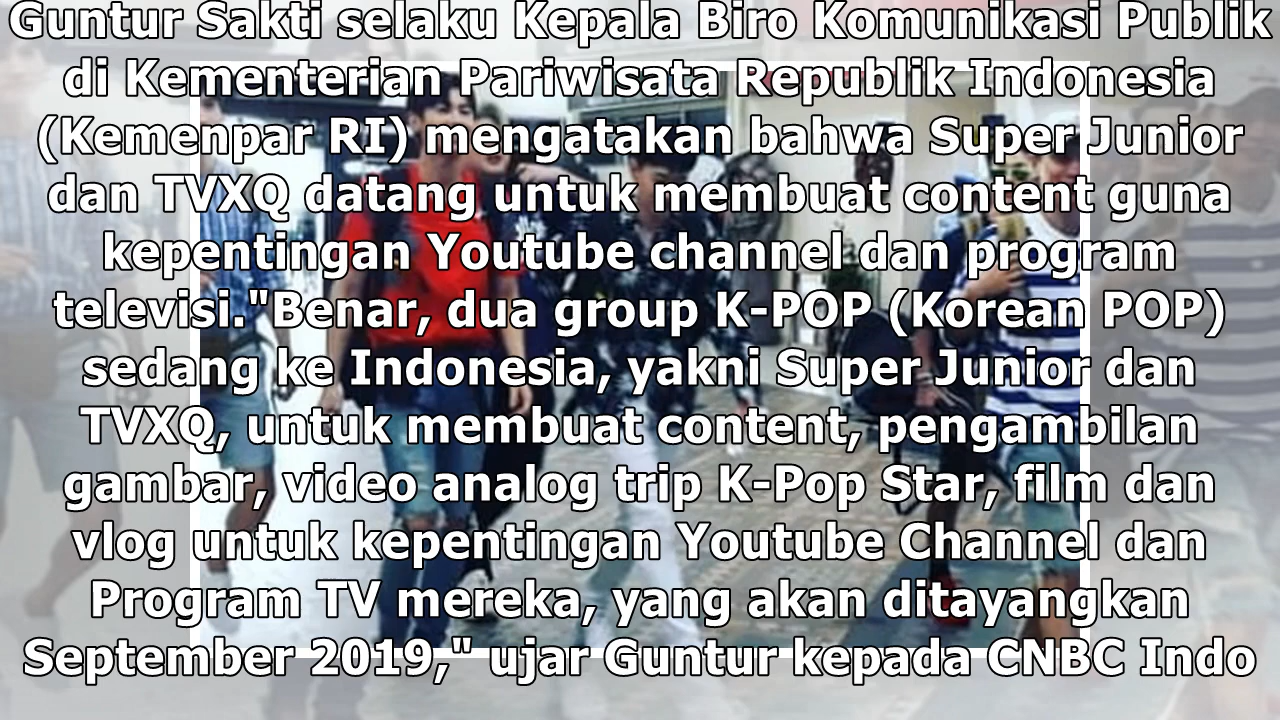 Guntur Sakti selaku Kepala Biro Komunikasi Publik
di Kementerian Pariwisata Republik Indonesia
(Kemenpar RI) mengatakan bahwa Super Junior
dan TVXQ datang untuk membuat content guna
kepentingan Youtube channel dan program
televisi."Benar, dua group K-POP (Korean POP)
sedang ke Indonesia, yakni Super Junior dan
TVXQ, untuk membuat content, pengambilan
gambar, video analog trip K-Pop Star, film dan
vlog untuk kepentingan Youtube Channel dan
Program TV mereka, yang akan ditayangkan
September 2019," ujar Guntur kepada CNBC Indo